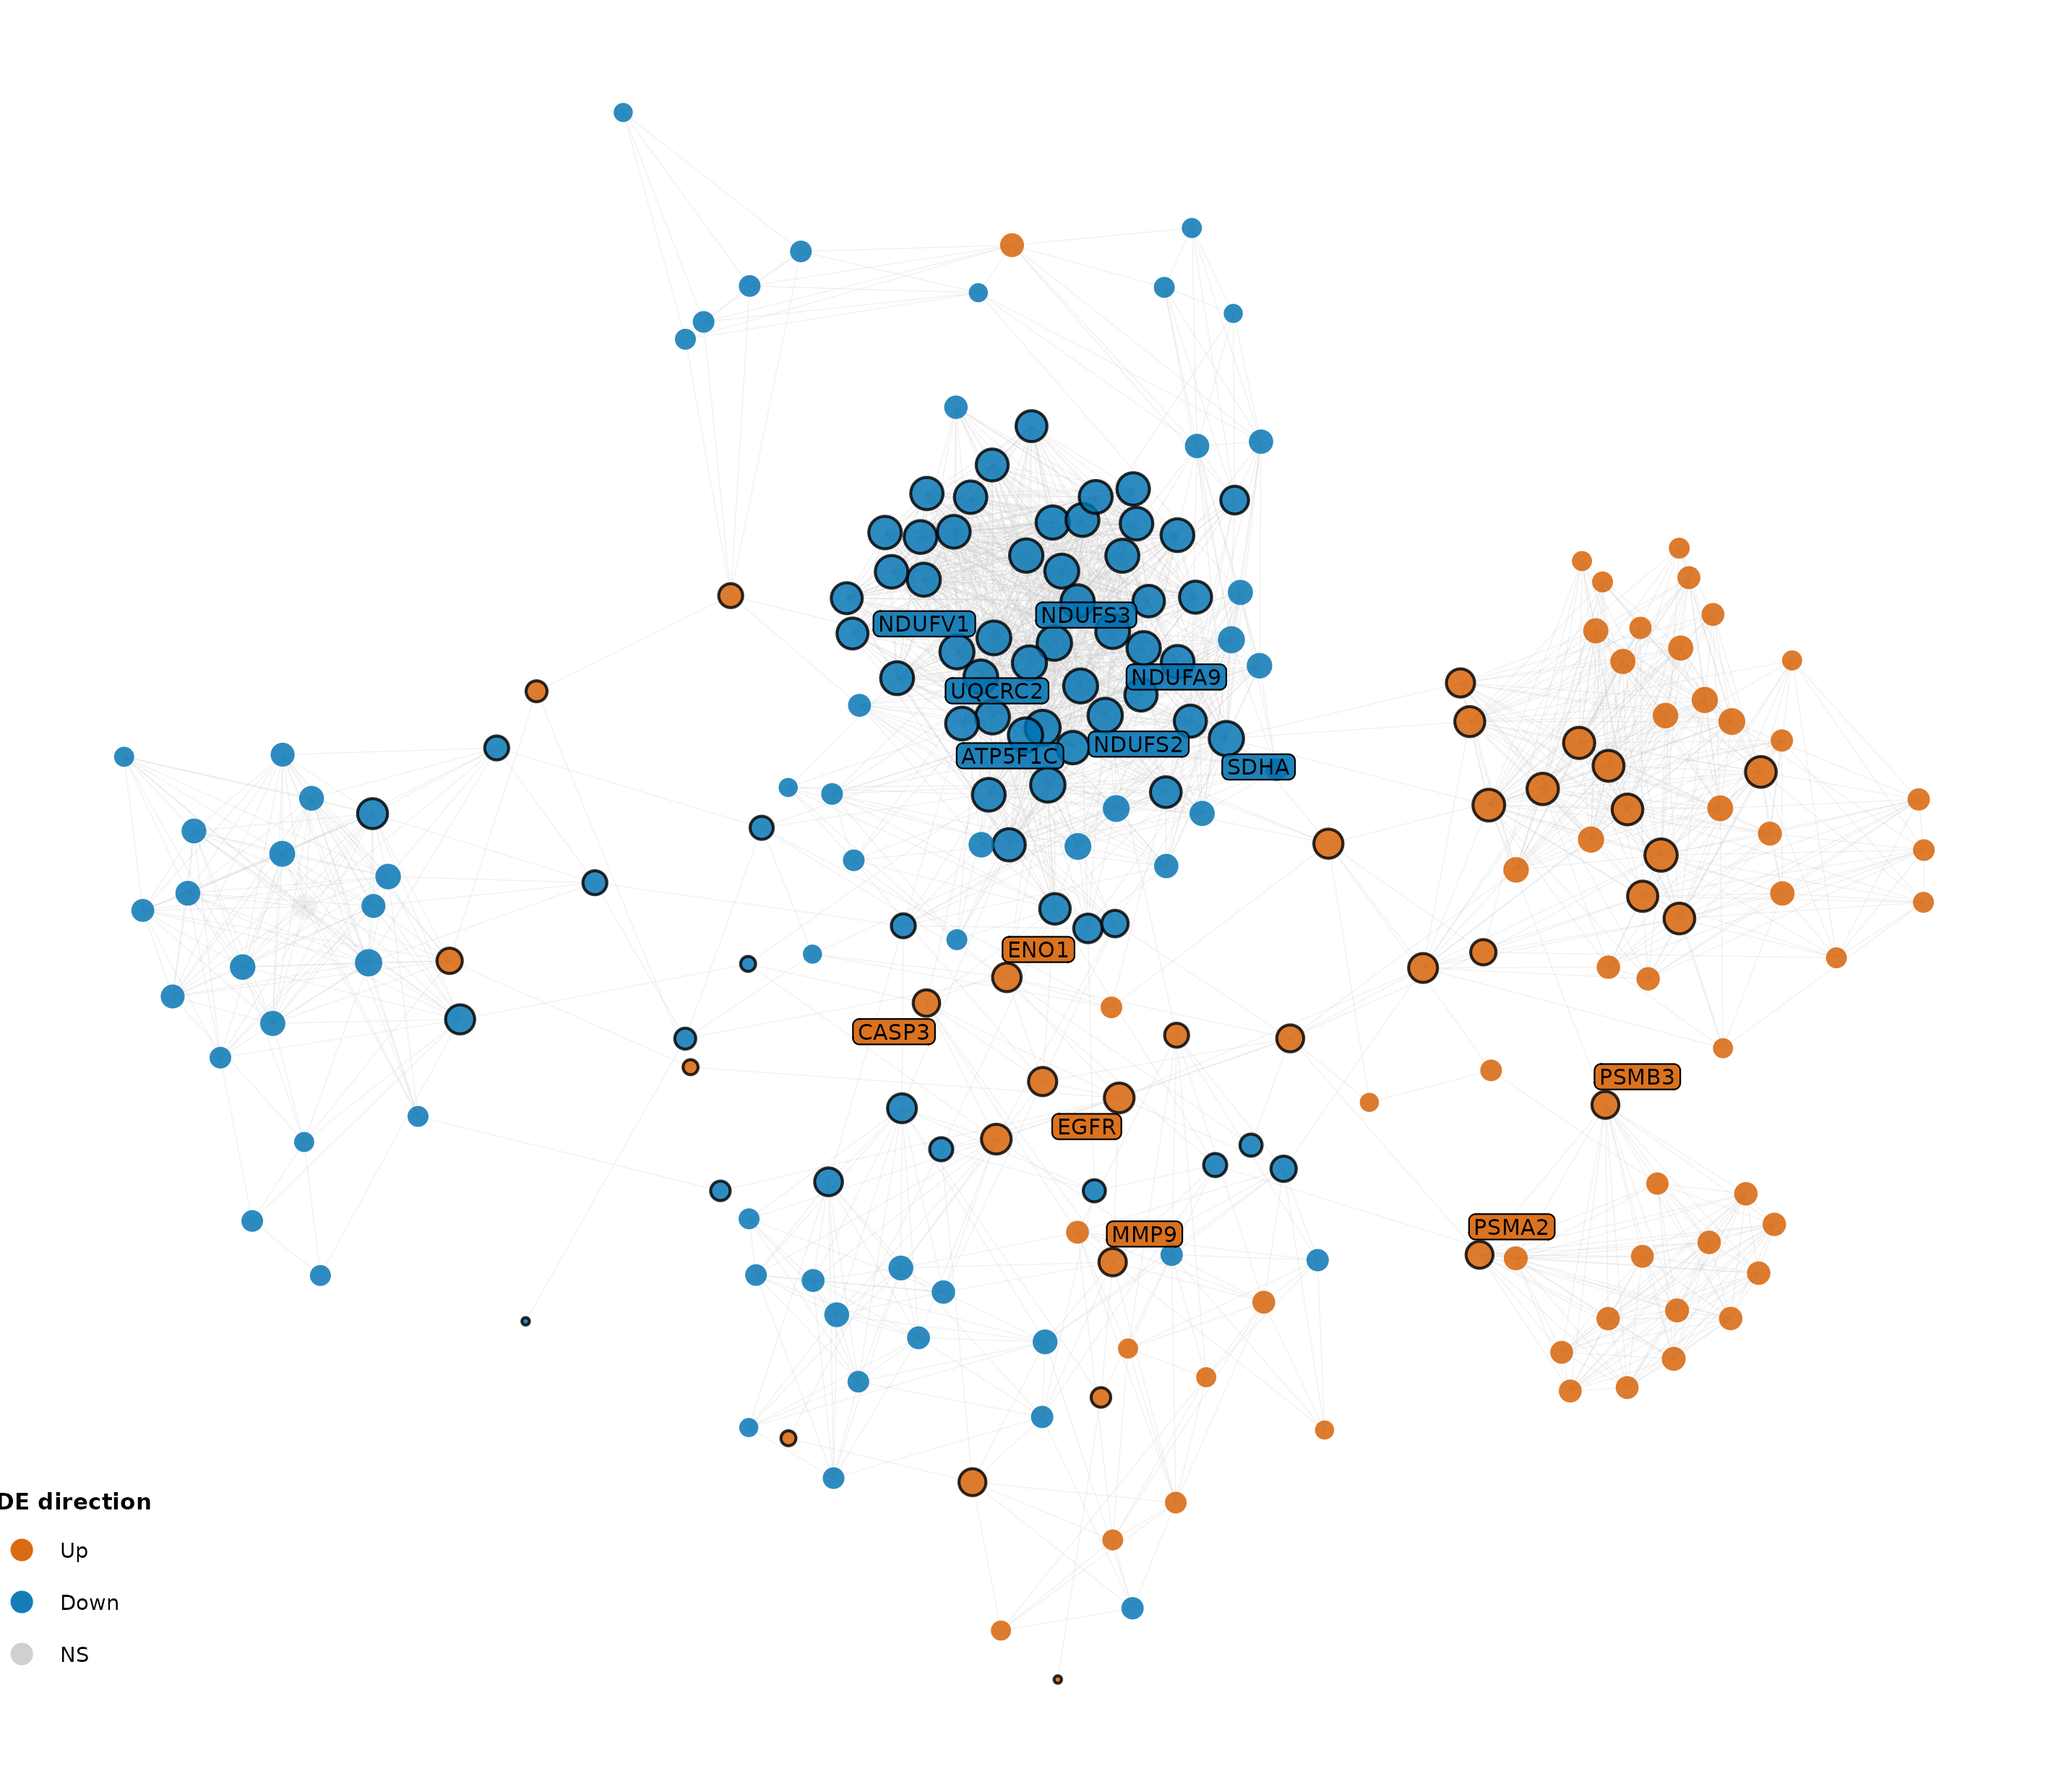 NDUFS3
NDUFV1
NDUFA9
UQCRC2
NDUFS2
ATP5F1C
SDHA
ENO1
CASP3
PSMB3
EGFR
PSMA2
MMP9
DE direction
Up
Down
NS